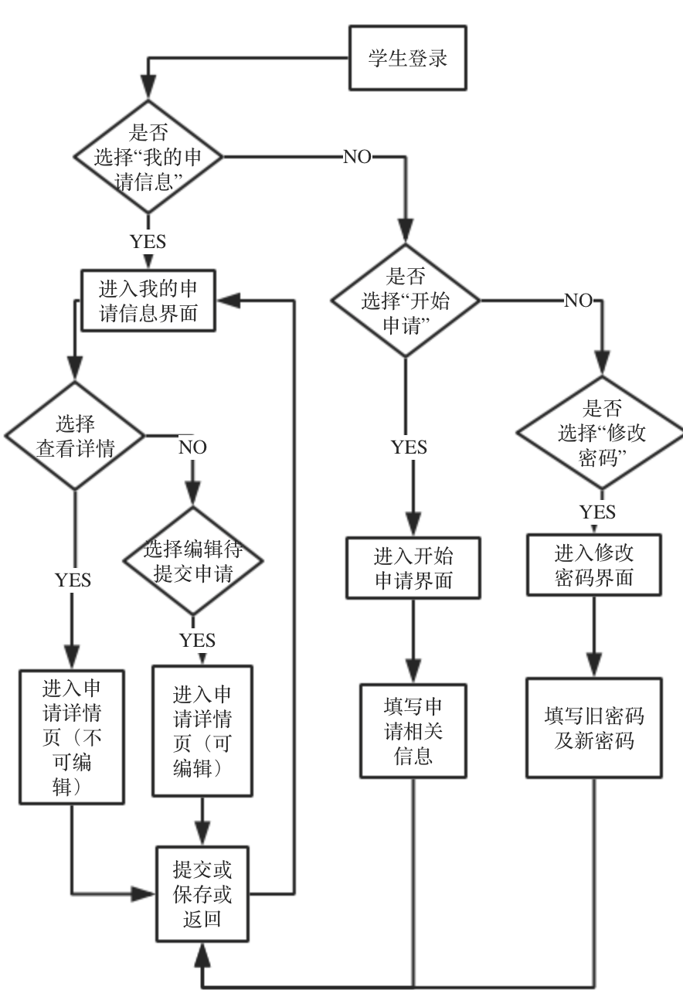 学生登录
是否
选择“我的申
请信息”
NO
YES
进入我的申
请信息界面
是否
选择“开始
申请”
NO
选择
查看详情
NO
YES
是否
选择“修改
密码”
YES
选择编辑待
提交申请
YES
进入开始
申请界面
进入修改
密码界面
YES
进入申
请详情
页（不
可编
辑）
进入申
请详情
页（可
编辑）
填写申
请相关
信息
填写旧密码
及新密码
提交或
保存或
返回